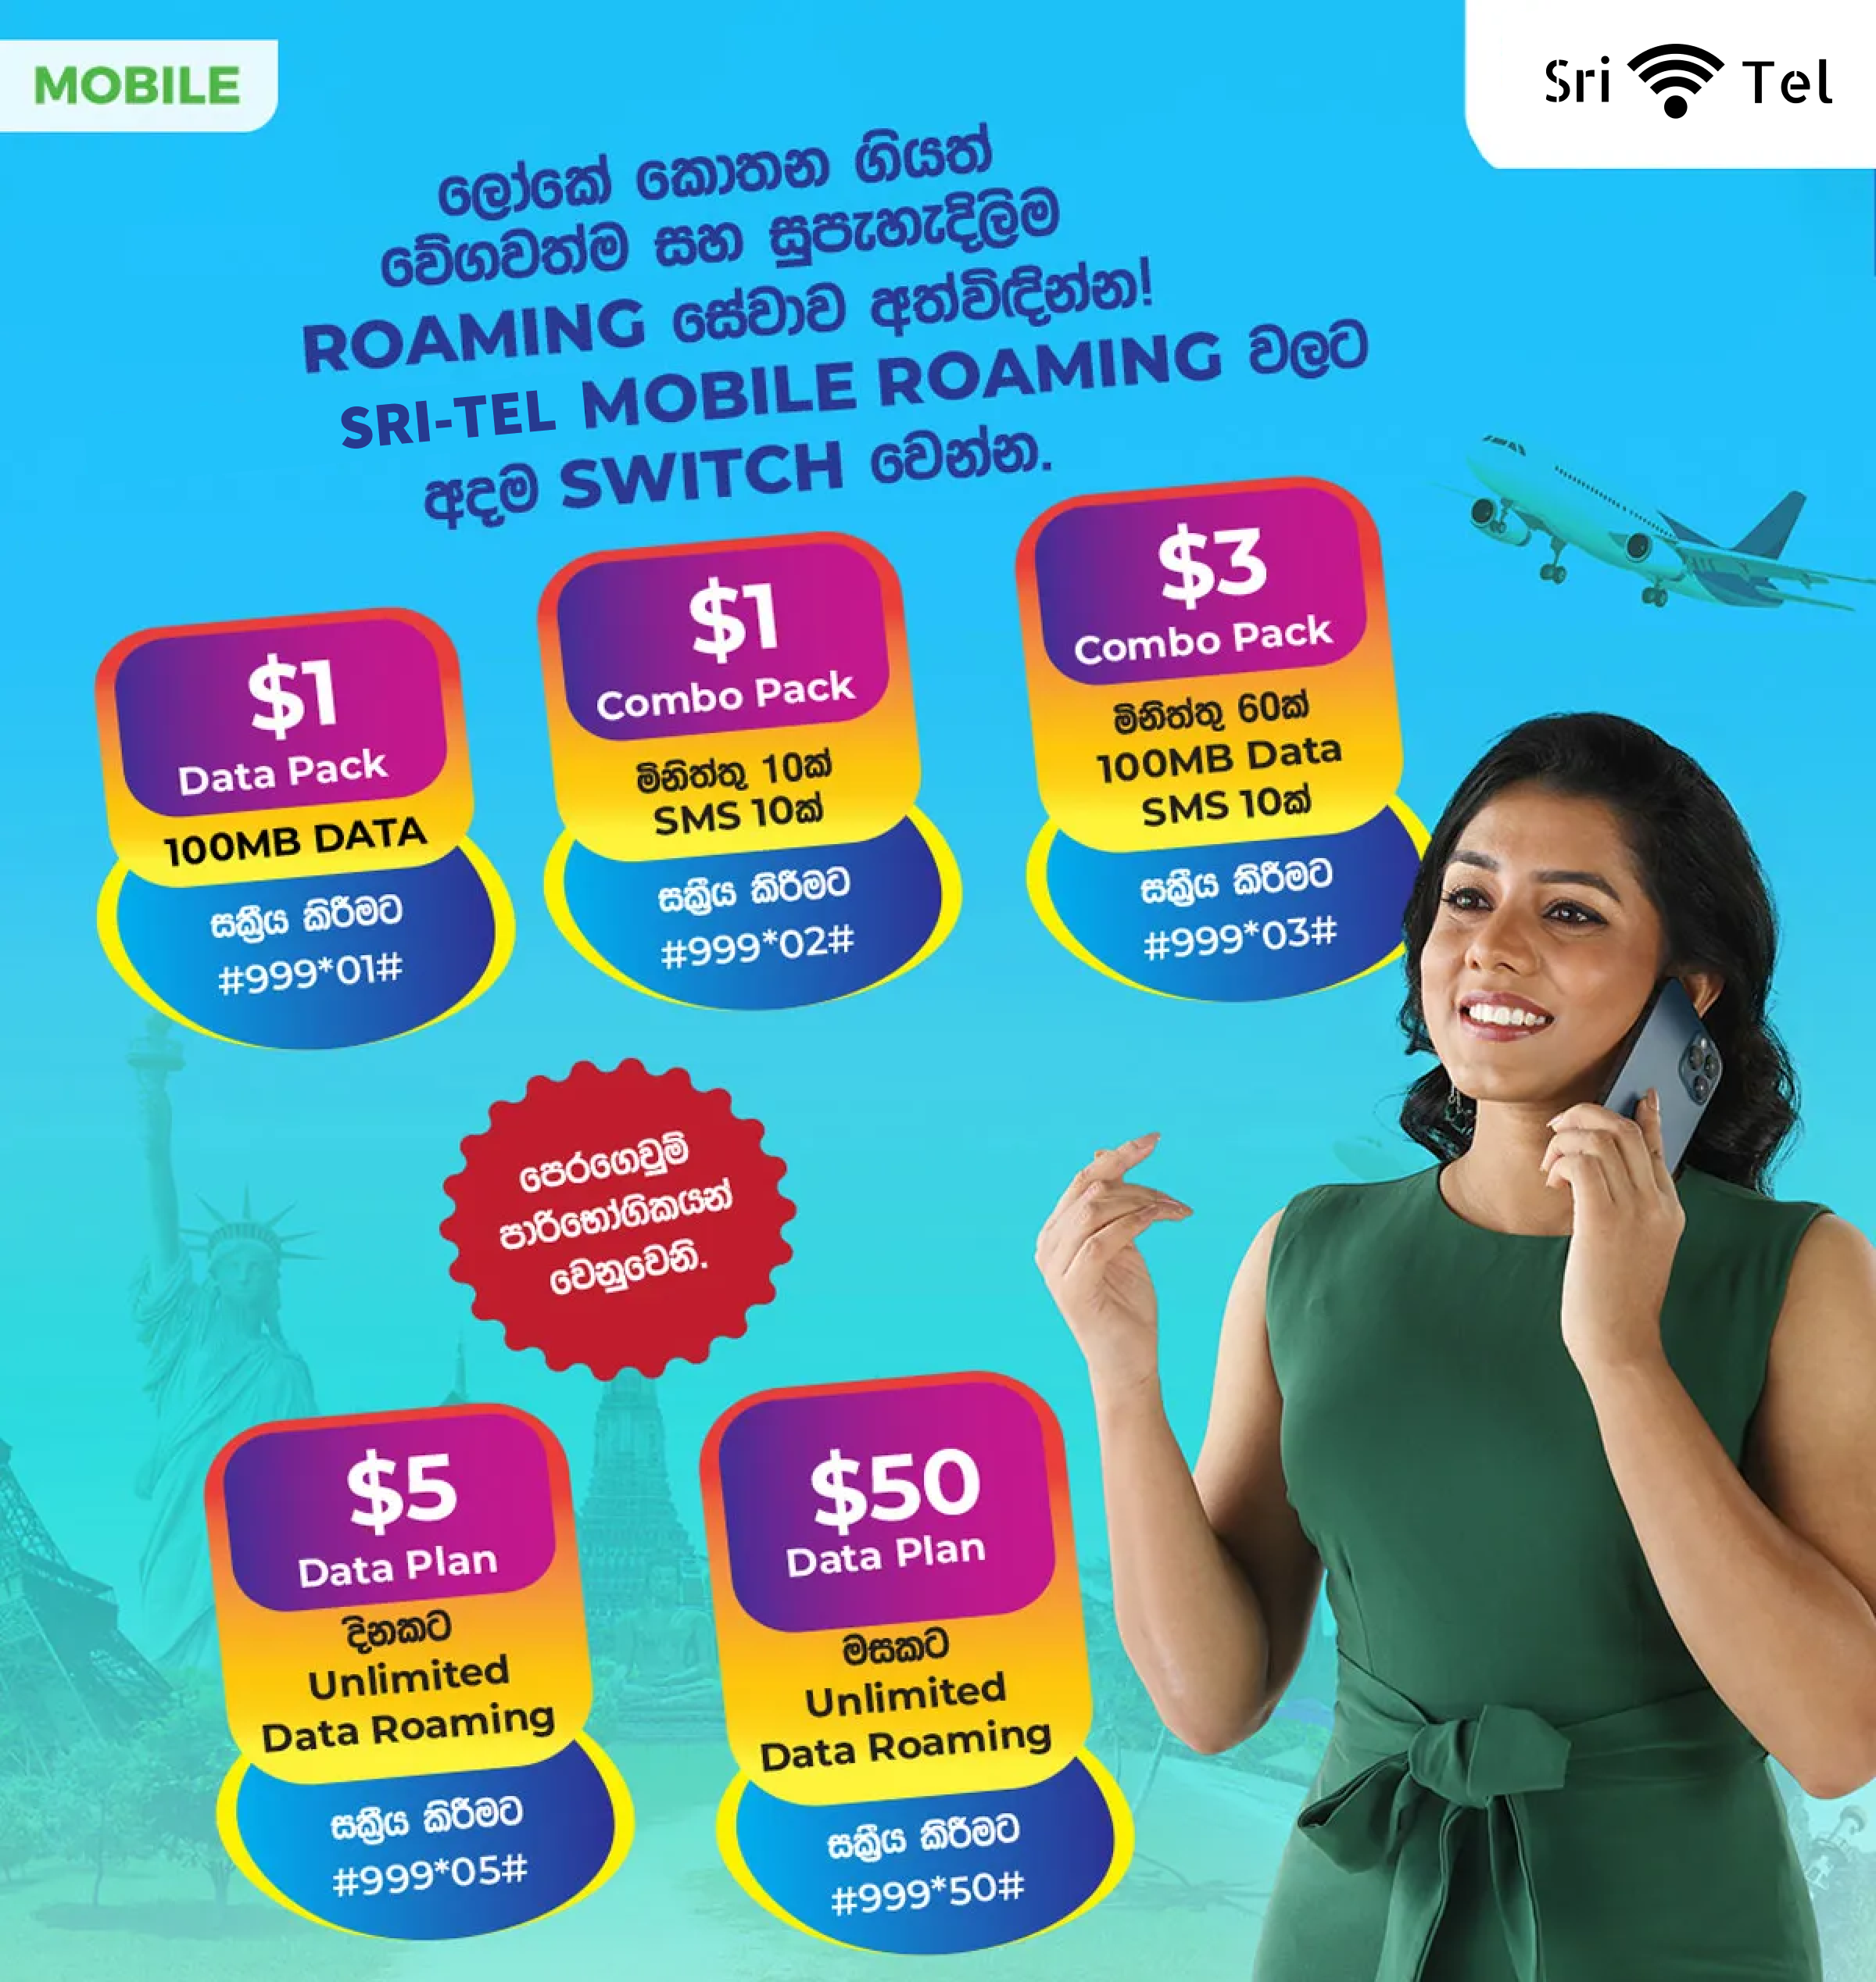 MOBILE
Sri Tel
ලෝකේ කොතන ගියත්
වේගවත්ම සහ සුපැහැදිලිම
ROAMING සේවාව අත්විඳින්න!
SRI-TEL MOBILE ROAMING වලට
අදම SWITCH වෙන්න.
$1
Data Pack
100MB DATA
සක්‍රීය කිරීමට
#999*01#
$1
Combo Pack
මිනිත්තු 10ක්
SMS 10ක්
සක්‍රීය කිරීමට
#999*02#
$3
Combo Pack
මිනිත්තු 60ක්
100MB Data
SMS 10ක්
සක්‍රීය කිරීමට
#999*03#
පෙරගෙවුම්
පාරිභෝගිකයන්
වෙනුවෙනි.
$5
Data Plan
දිනකට
Unlimited
Data Roaming
සක්‍රීය කිරීමට
#999*05#
$50
Data Plan
මසකට
Unlimited
Data Roaming
සක්‍රීය කිරීමට
#999*50#